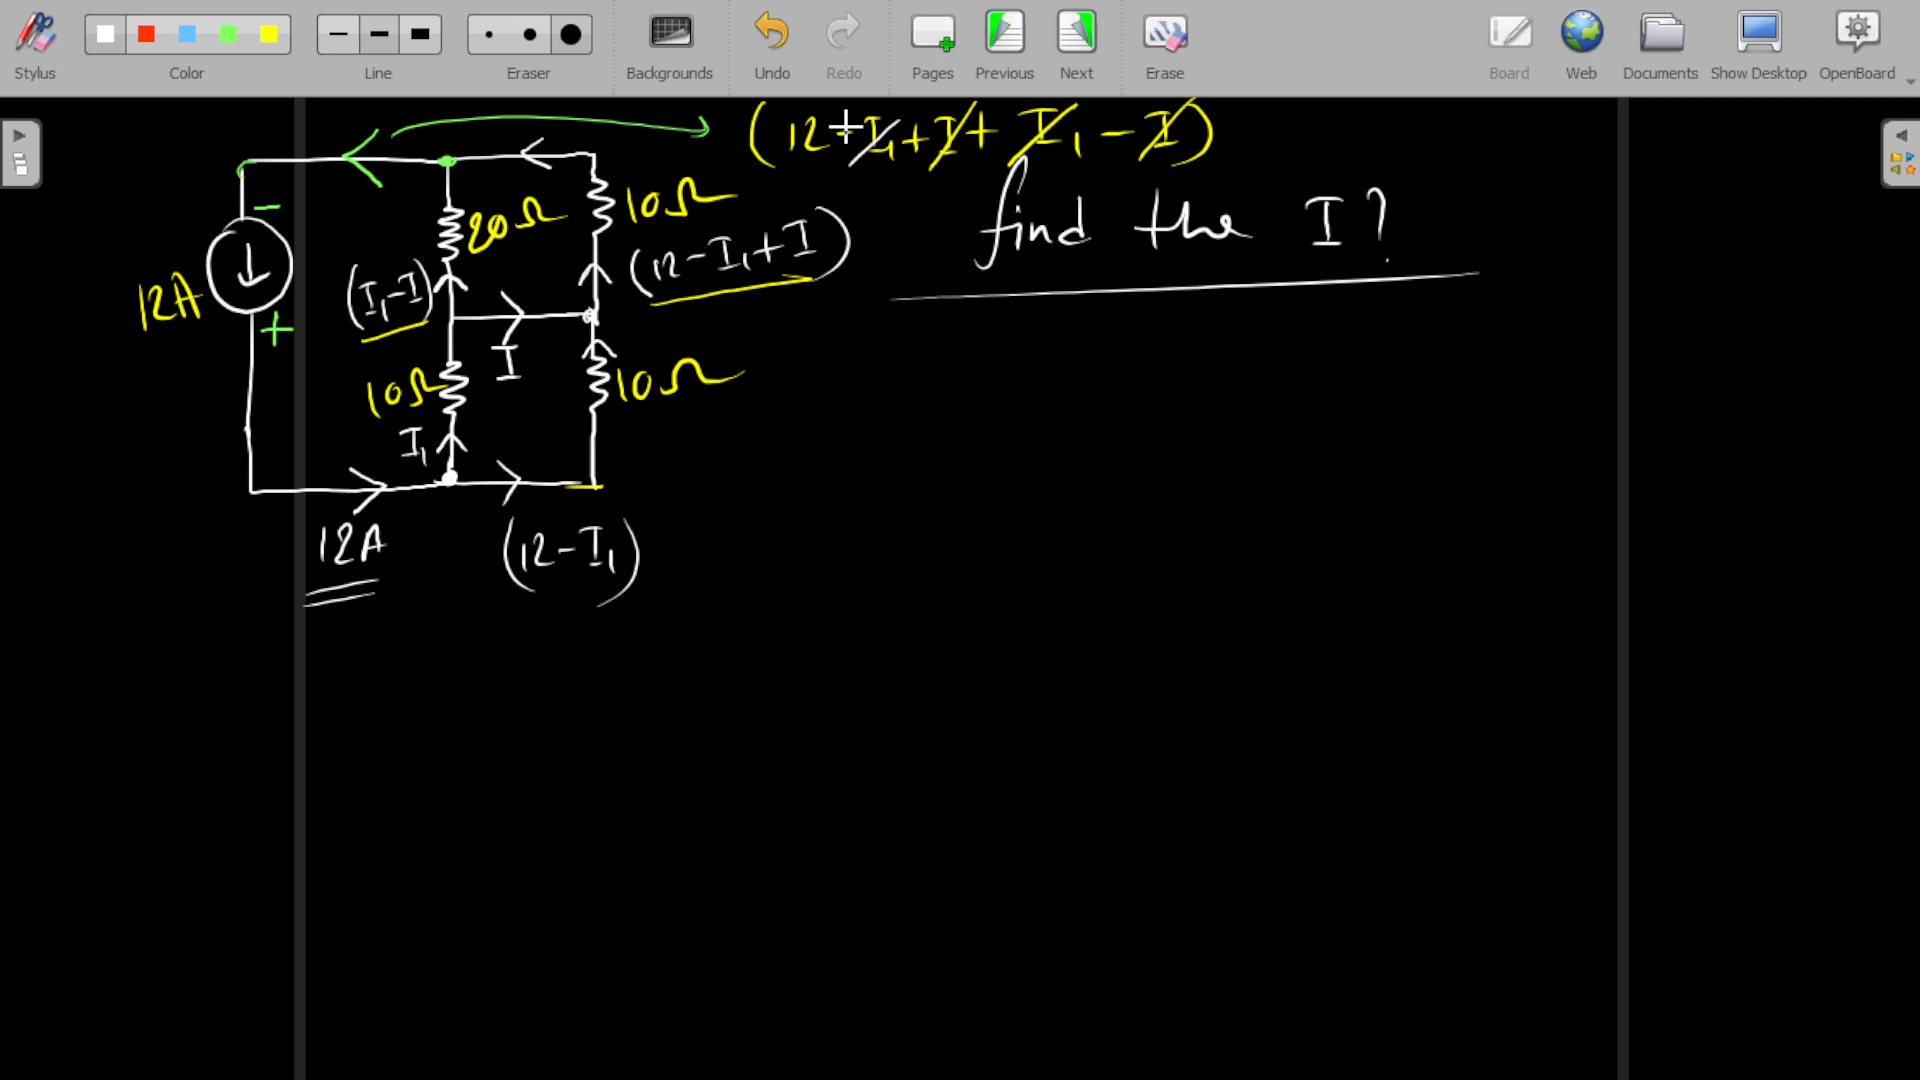 Stylus Color Line Eraser Backgrounds Undo Redo Pages Previous Next Erase Board Web Documents Show Desktop OpenBoard
(12-I₁+I+I₁-I)
find the I?
20Ω
10Ω
(I₁-I)
(12-I₁+I)
12A
-
+
I
10Ω
10Ω
I₁
12A
(12-I₁)